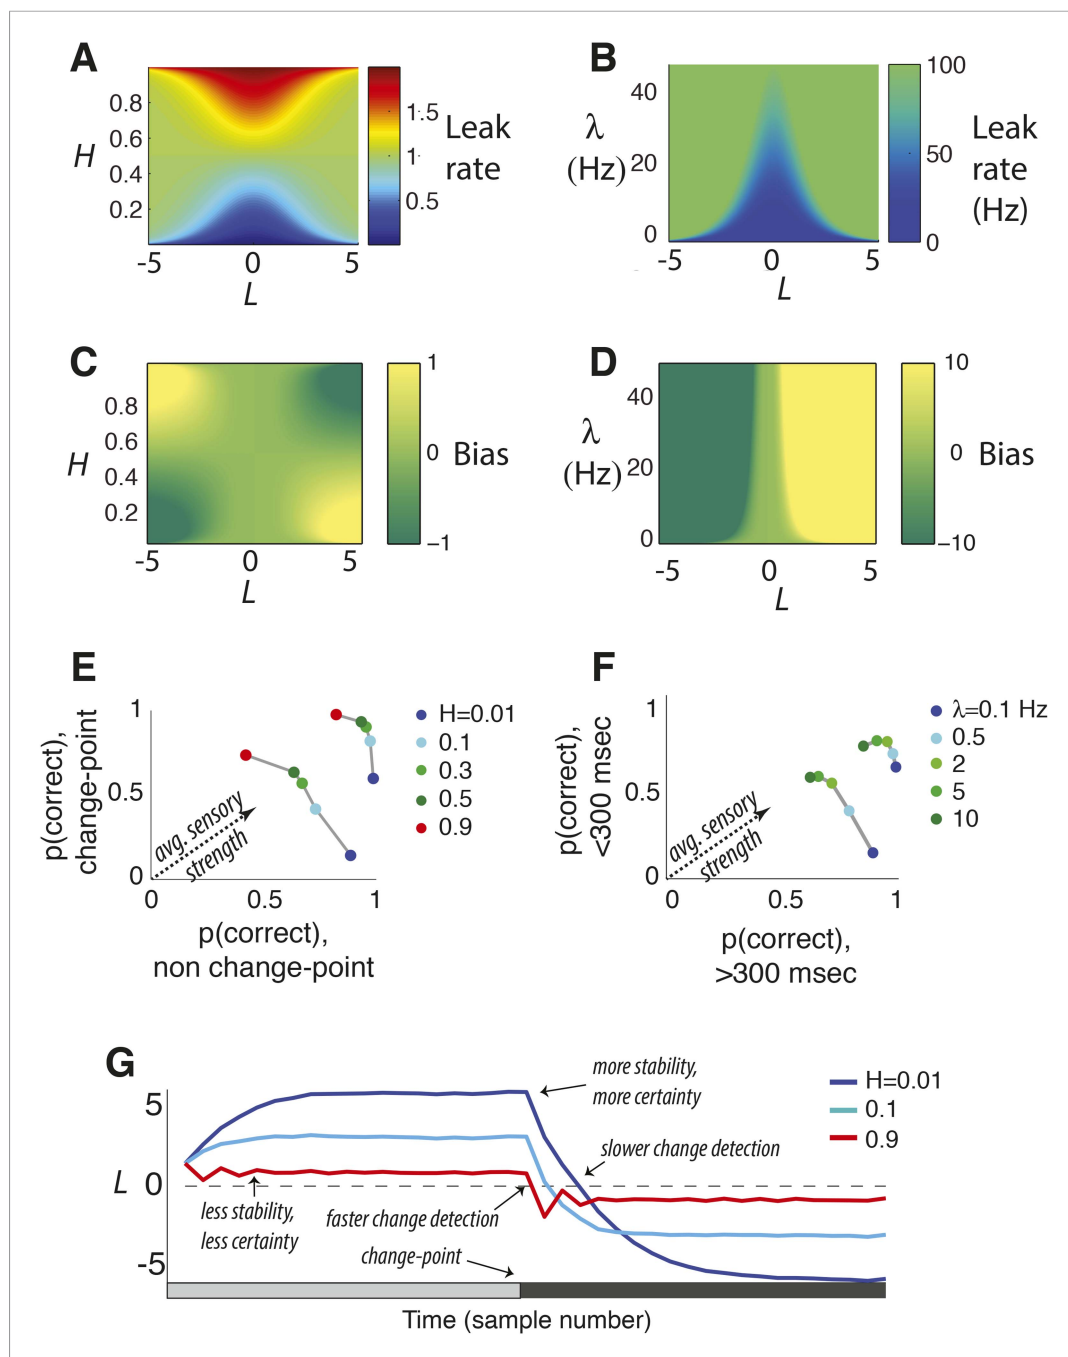 A
H
0.8
0.6
0.4
0.2
-5
0
5
L
1.5
1
0.5
Leak
rate
B
λ
(Hz)
40
20
0
-5
0
5
L
100
50
0
Leak
rate
(Hz)
C
H
0.8
0.6
0.4
0.2
-5
0
5
L
1
0
−1
Bias
D
λ
(Hz)
40
20
0
-5
0
5
L
10
0
−10
Bias
E
p(correct),
change-point
1
0.5
0
0
0.5
1
avg. sensory
strength
p(correct),
non change-point
H=0.01
0.1
0.3
0.5
0.9
F
p(correct),
<300 msec
1
0.5
0
0
0.5
1
avg. sensory
strength
p(correct),
>300 msec
λ=0.1 Hz
0.5
2
5
10
G
L
5
0
-5
more stability,
more certainty
slower change detection
less stability,
less certainty
faster change detection
change-point
H=0.01
0.1
0.9
Time (sample number)